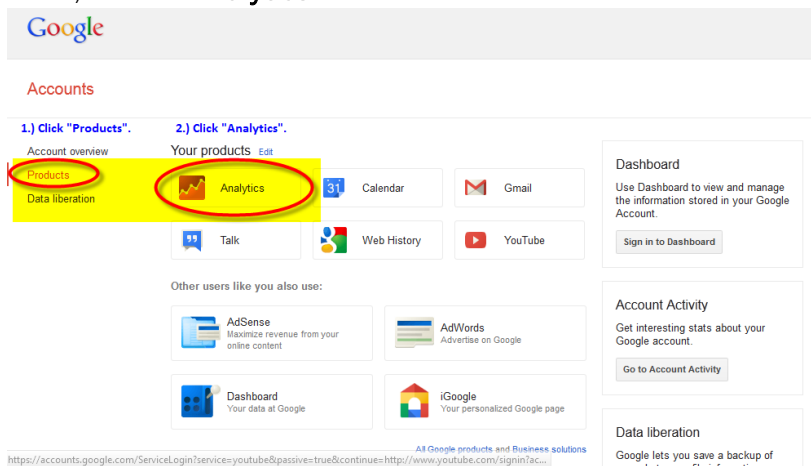 Google
Accounts
1.) Click "Products". 2.) Click "Analytics".
Account overview
Products
Data liberation
Your products Edit
Analytics
31 Calendar
Gmail
Talk
Web History
YouTube
Other users like you also use:
AdSense
Maximize revenue from your
online content
AdWords
Advertise on Google
Dashboard
Your data at Google
iGoogle
Your personalized Google page
All Google products and Business solutions
Dashboard
Use Dashboard to view and manage
the information stored in your Google
Account.
Sign in to Dashboard
Account Activity
Get interesting stats about your
Google account.
Go to Account Activity
Data liberation
Google lets you save a backup of
https://accounts.google.com/ServiceLogin?service=youtube&passive=true&continue=http://www.youtube.com/signin?ac...